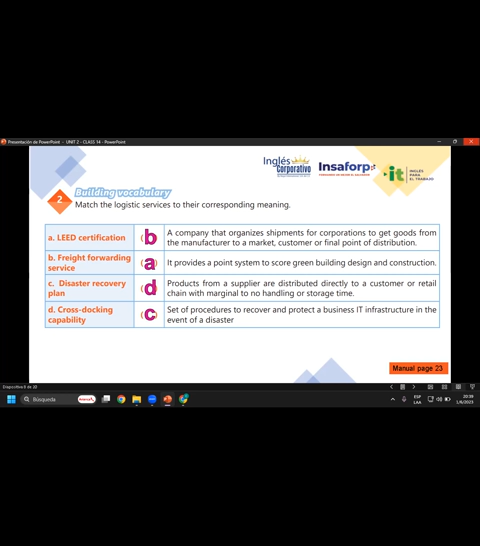 Presentación de PowerPoint - UNIT 2 - CLASS 14 - PowerPoint
Inglés
Corporativo
Insaforp
it
INGLÉS
PARA
EL TRABAJO
Building vocabulary
2
Match the logistic services to their corresponding meaning.
a. LEED certification
(b)
A company that organizes shipments for corporations to get goods from
the manufacturer to a market, customer or final point of distribution.
b. Freight forwarding
service
(a)
It provides a point system to score green building design and construction.
c. Disaster recovery
plan
(d)
Products from a supplier are distributed directly to a customer or retail
chain with marginal to no handling or storage time.
d. Cross-docking
capability
(c)
Set of procedures to recover and protect a business IT infrastructure in the
event of a disaster
Manual page 23
Búsqueda
ESP
LAA
20:39
1/6/2023